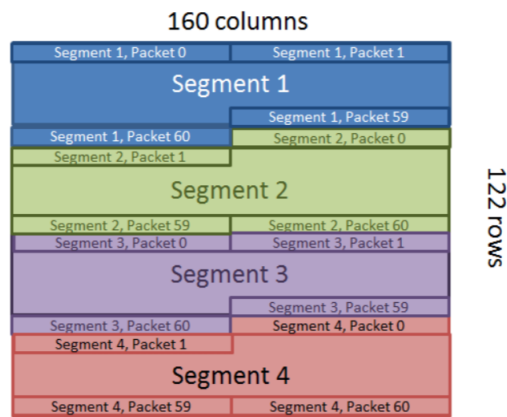 160 columns
Segment 1, Packet 0 Segment 1, Packet 1
Segment 1
Segment 1, Packet 59
Segment 1, Packet 60 Segment 2, Packet 0
Segment 2, Packet 1
Segment 2
Segment 2, Packet 59 Segment 2, Packet 60
Segment 3, Packet 0 Segment 3, Packet 1
Segment 3
Segment 3, Packet 59
Segment 3, Packet 60 Segment 4, Packet 0
Segment 4, Packet 1
Segment 4
Segment 4, Packet 59 Segment 4, Packet 60
122 rows